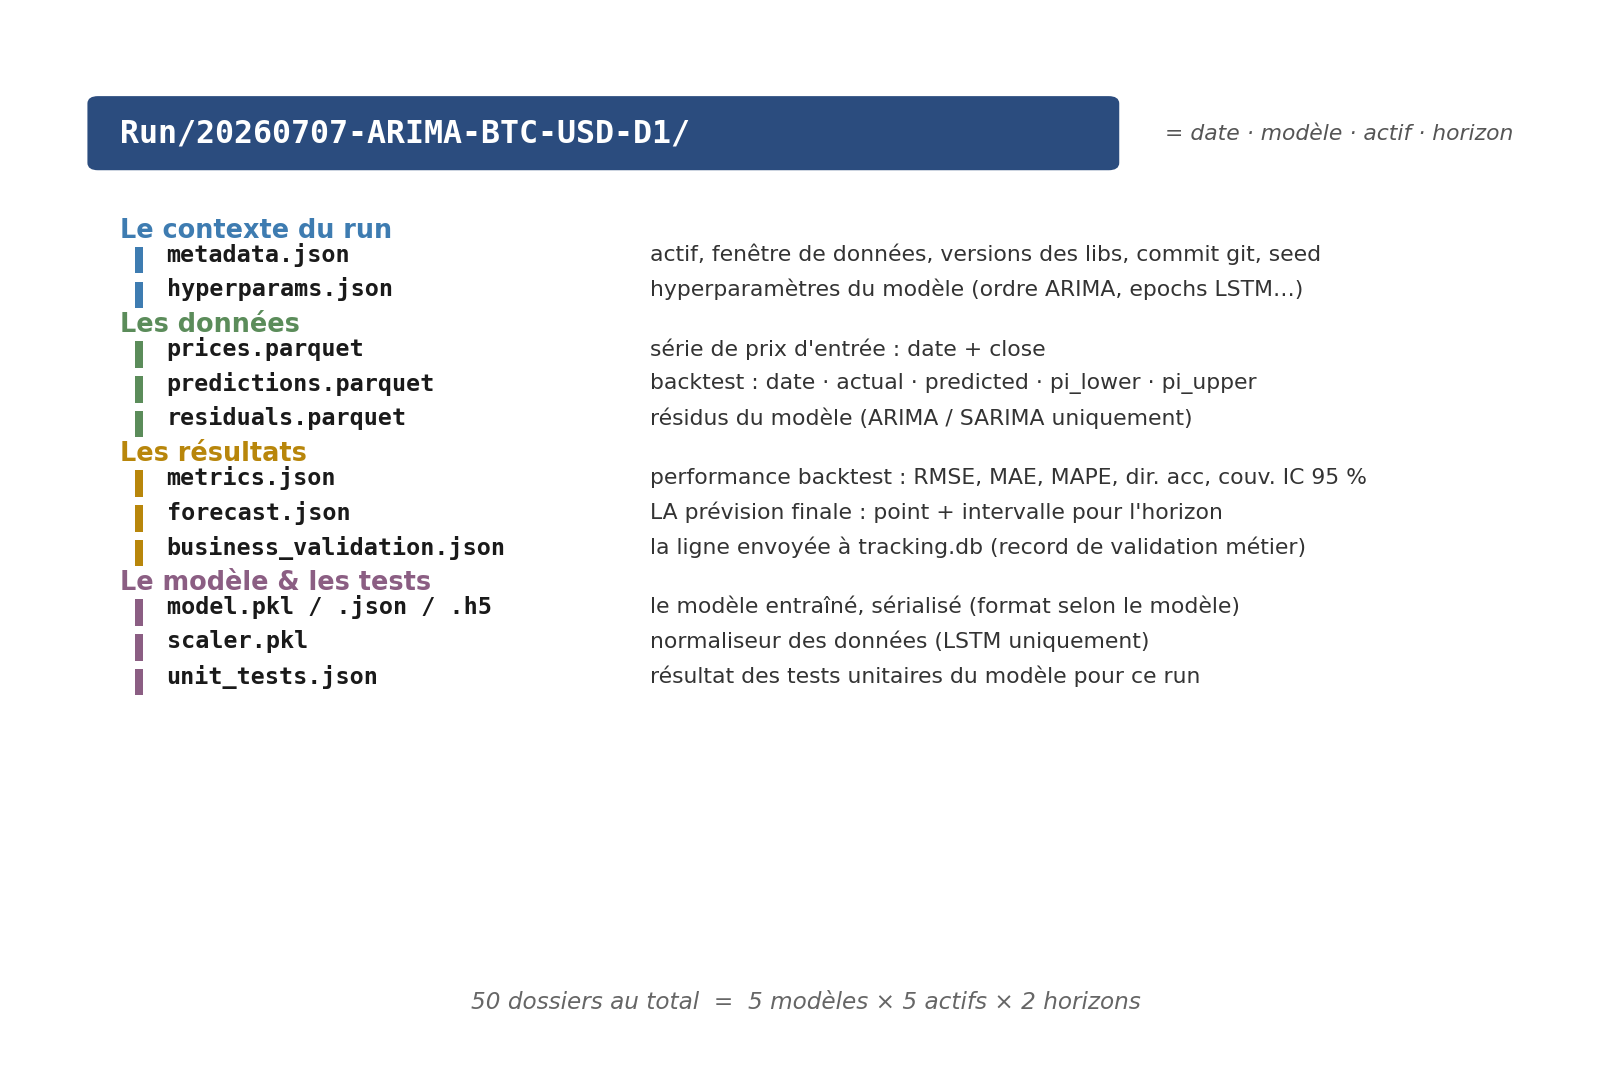 Run/20260707-ARIMA-BTC-USD-D1/ = date · modèle · actif · horizon
Le contexte du run
metadata.json actif, fenêtre de données, versions des libs, commit git, seed
hyperparams.json hyperparamètres du modèle (ordre ARIMA, epochs LSTM…)
Les données
prices.parquet série de prix d'entrée : date + close
predictions.parquet backtest : date · actual · predicted · pi_lower · pi_upper
residuals.parquet résidus du modèle (ARIMA / SARIMA uniquement)
Les résultats
metrics.json performance backtest : RMSE, MAE, MAPE, dir. acc, couv. IC 95 %
forecast.json LA prévision finale : point + intervalle pour l'horizon
business_validation.json la ligne envoyée à tracking.db (record de validation métier)
Le modèle & les tests
model.pkl / .json / .h5 le modèle entraîné, sérialisé (format selon le modèle)
scaler.pkl normaliseur des données (LSTM uniquement)
unit_tests.json résultat des tests unitaires du modèle pour ce run
50 dossiers au total = 5 modèles × 5 actifs × 2 horizons